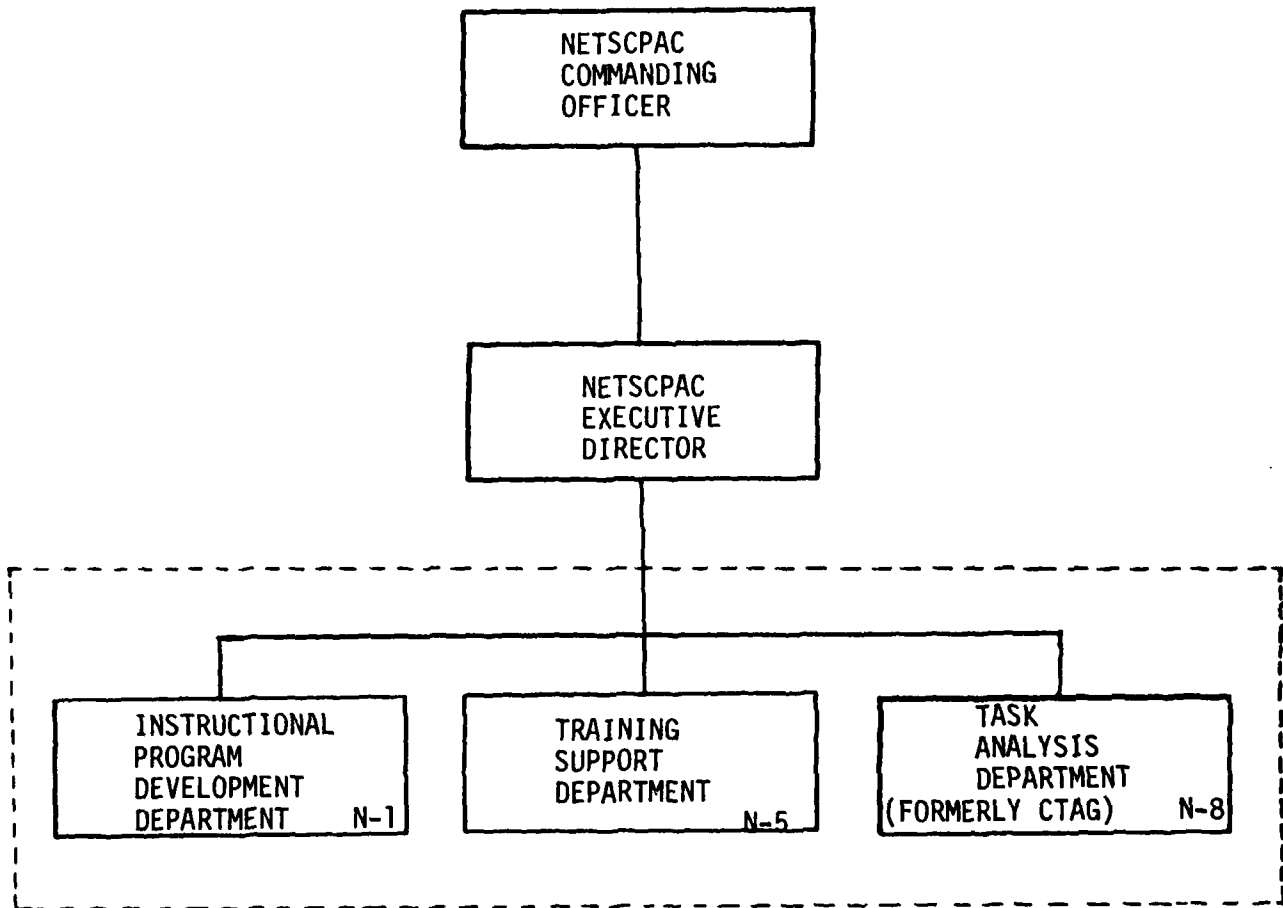 NETSCPAC
COMMANDING
OFFICER
NETSCPAC
EXECUTIVE
DIRECTOR
INSTRUCTIONAL
PROGRAM
DEVELOPMENT
DEPARTMENT N-1
TRAINING
SUPPORT
DEPARTMENT
N-5
TASK
ANALYSIS
DEPARTMENT
(FORMERLY CTAG) N-8